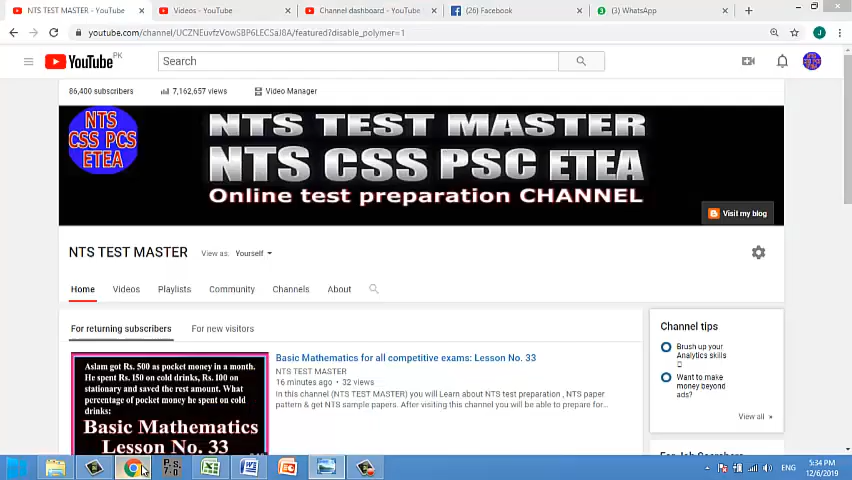 NTS TEST MASTER - YouTube
Videos - YouTube
Channel dashboard - YouTube
(26) Facebook
(3) WhatsApp
youtube.com/channel/UCZNEuvfzVowSBP6LECSaJ8A/featured?disable_polymer=1
J
YouTube PK
Search
86,400 subscribers
7,162,657 views
Video Manager
NTS
CSS PCS
ETEA
NTS TEST MASTER
NTS CSS PSC ETEA
Online test preparation CHANNEL
Visit my blog
NTS TEST MASTER
View as: Yourself
Home Videos Playlists Community Channels About
For returning subscribers
For new visitors
Aslam got Rs. 500 as pocket money in a month.
He spent Rs. 150 on cold drinks, Rs. 100 on
stationary and saved the rest amount. What
percentage of pocket money he spent on cold
drinks:
Basic Mathematics
Lesson No. 33
Basic Mathematics for all competitive exams: Lesson No. 33
NTS TEST MASTER
16 minutes ago • 32 views
In this channel (NTS TEST MASTER) you will Learn about NTS test preparation , NTS paper
pattern & get NTS sample papers. After visiting this channel you will be able to prepare for...
Channel tips
Brush up your
Analytics skills
Want to make
money beyond
ads?
View all »
ENG
5:34 PM
12/6/2019